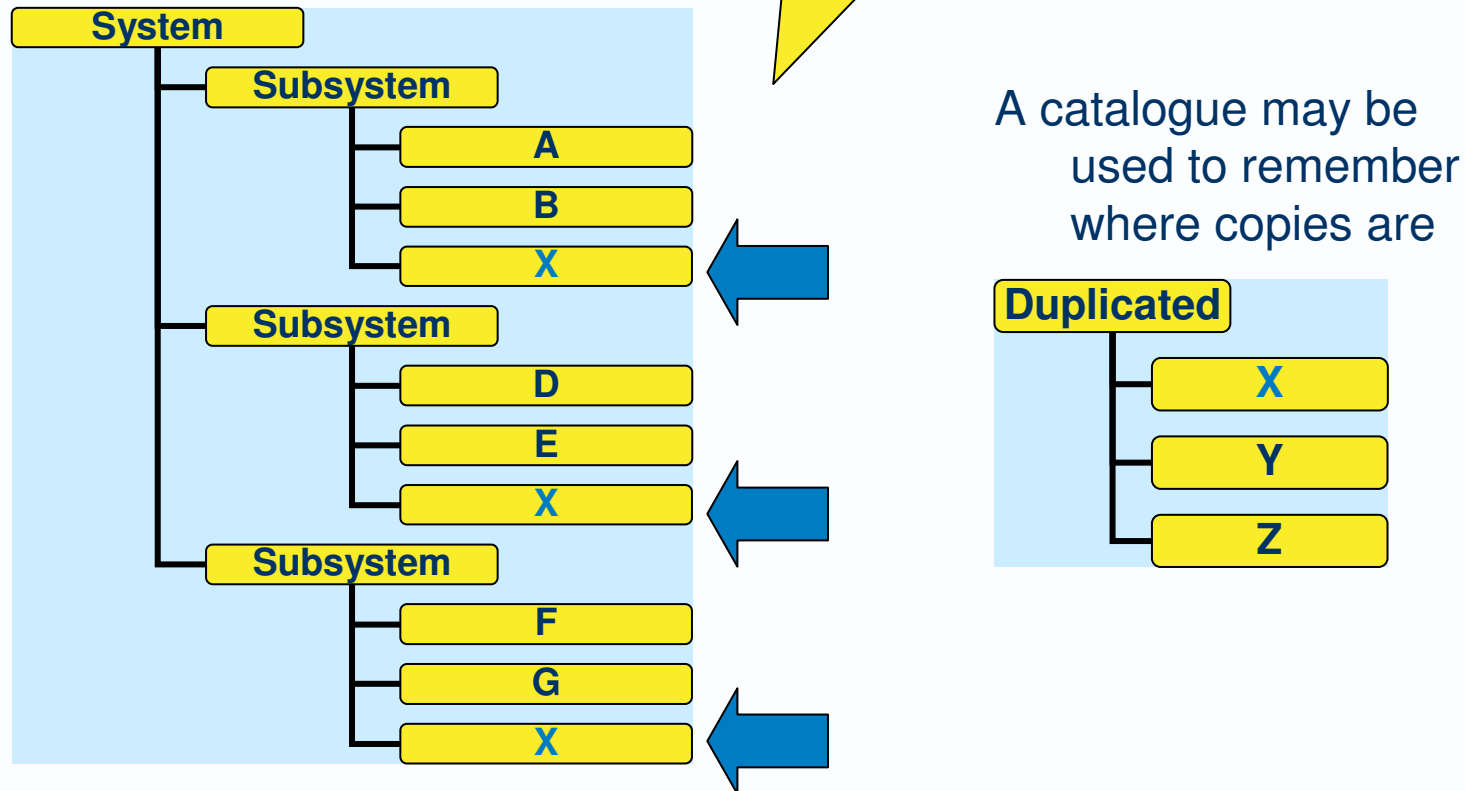 System
Subsystem
A
B
X
Subsystem
D
E
X
Subsystem
F
G
X
A catalogue may be
used to remember
where copies are
Duplicated
X
Y
Z